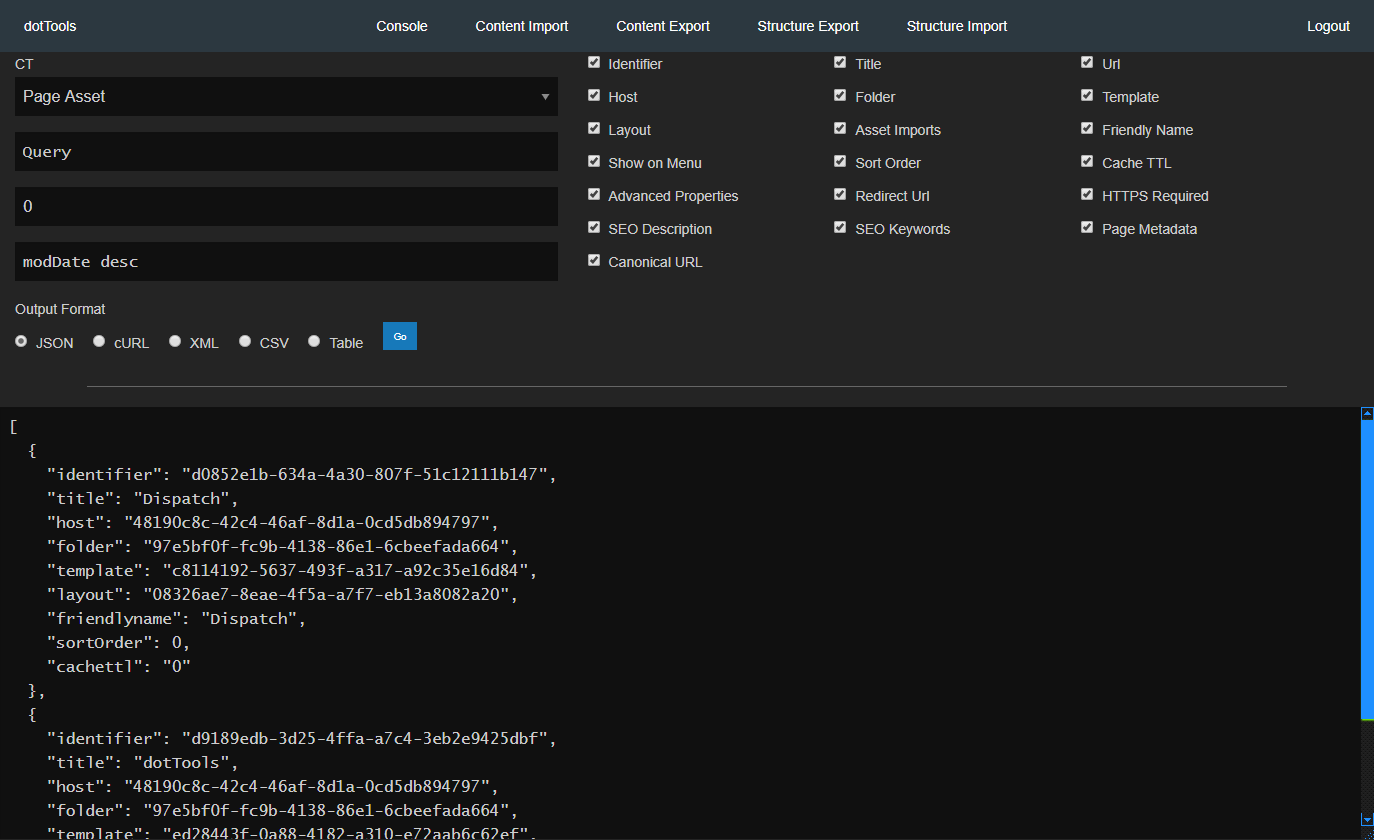 dotTools Console Content Import Content Export Structure Export Structure Import Logout
CT
Page Asset
Query
0
modDate desc
Output Format
JSON cURL XML CSV Table Go
Identifier Title Url
Host Folder Template
Layout Asset Imports Friendly Name
Show on Menu Sort Order Cache TTL
Advanced Properties Redirect Url HTTPS Required
SEO Description SEO Keywords Page Metadata
Canonical URL
[
{
"identifier": "d0852e1b-634a-4a30-807f-51c12111b147",
"title": "Dispatch",
"host": "48190c8c-42c4-46af-8d1a-0cd5db894797",
"folder": "97e5bf0f-fc9b-4138-86e1-6cbeefada664",
"template": "c8114192-5637-493f-a317-a92c35e16d84",
"layout": "08326ae7-8eae-4f5a-a7f7-eb13a8082a20",
"friendlyname": "Dispatch",
"sortOrder": 0,
"cachettl": "0"
},
{
"identifier": "d9189edb-3d25-4ffa-a7c4-3eb2e9425dbf",
"title": "dotTools",
"host": "48190c8c-42c4-46af-8d1a-0cd5db894797",
"folder": "97e5bf0f-fc9b-4138-86e1-6cbeefada664",
"template": "ed28443f-0a88-4182-a310-e72aab6c62ef",